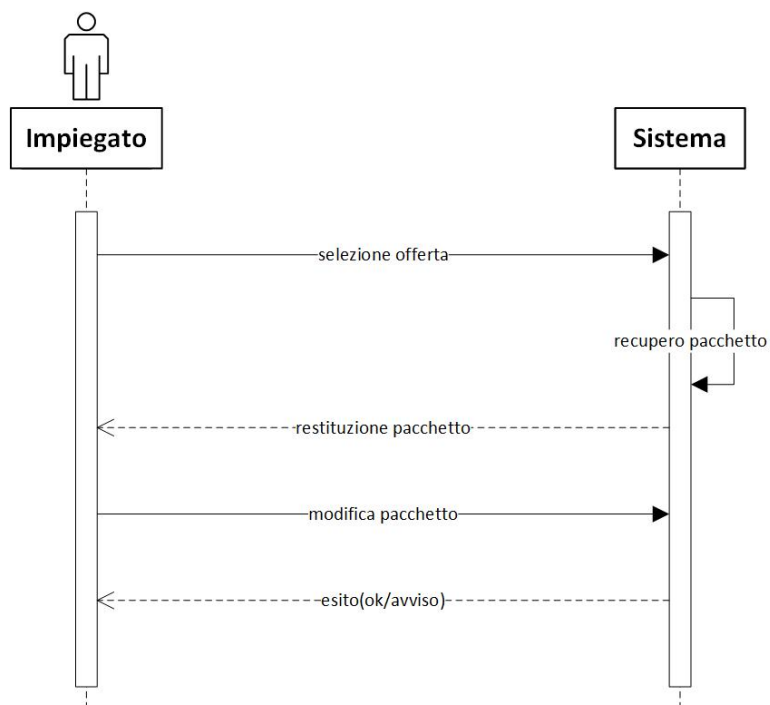 Impiegato
Sistema
selezione offerta
recupero pacchetto
restituzione pacchetto
modifica pacchetto
esito(ok/avviso)